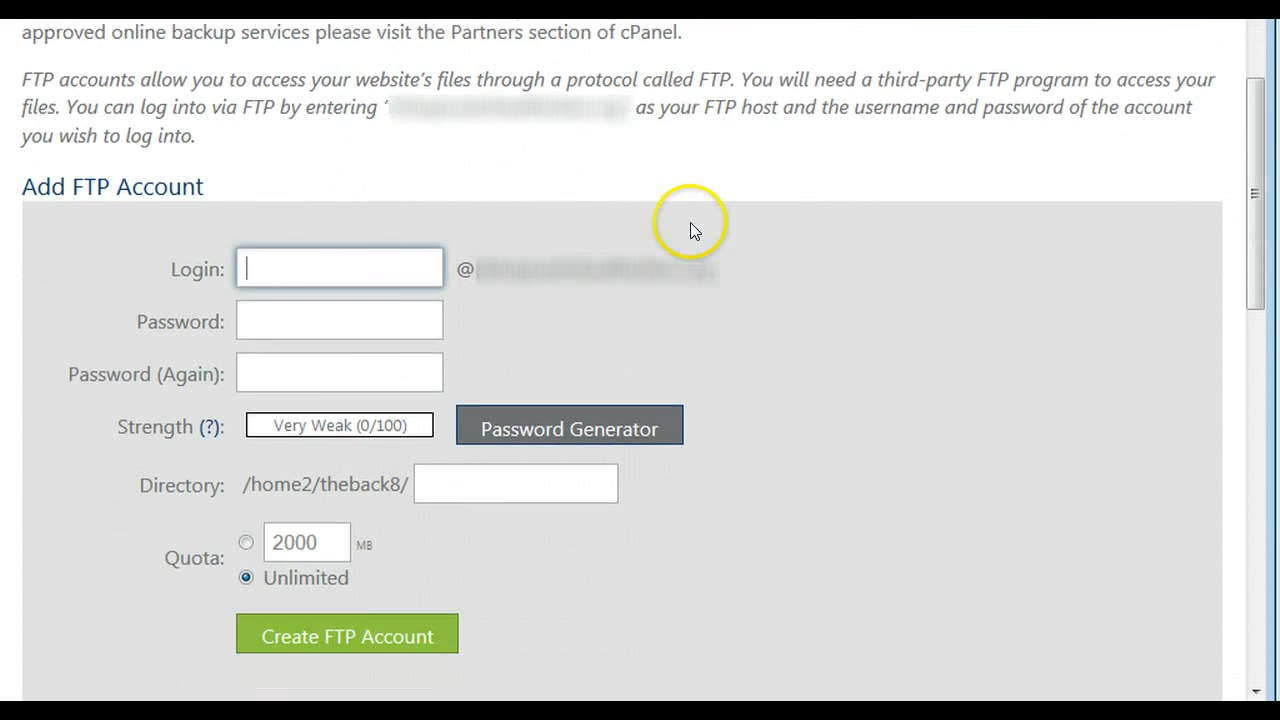 approved online backup services please visit the Partners section of cPanel.
FTP accounts allow you to access your website's files through a protocol called FTP. You will need a third-party FTP program to access your
files. You can log into via FTP by entering ‘ as your FTP host and the username and password of the account
you wish to log into.
Add FTP Account
Login: @
Password:
Password (Again):
Strength (?): Very Weak (0/100) Password Generator
Directory: /home2/theback8/
Quota: 2000 MB
Unlimited
Create FTP Account